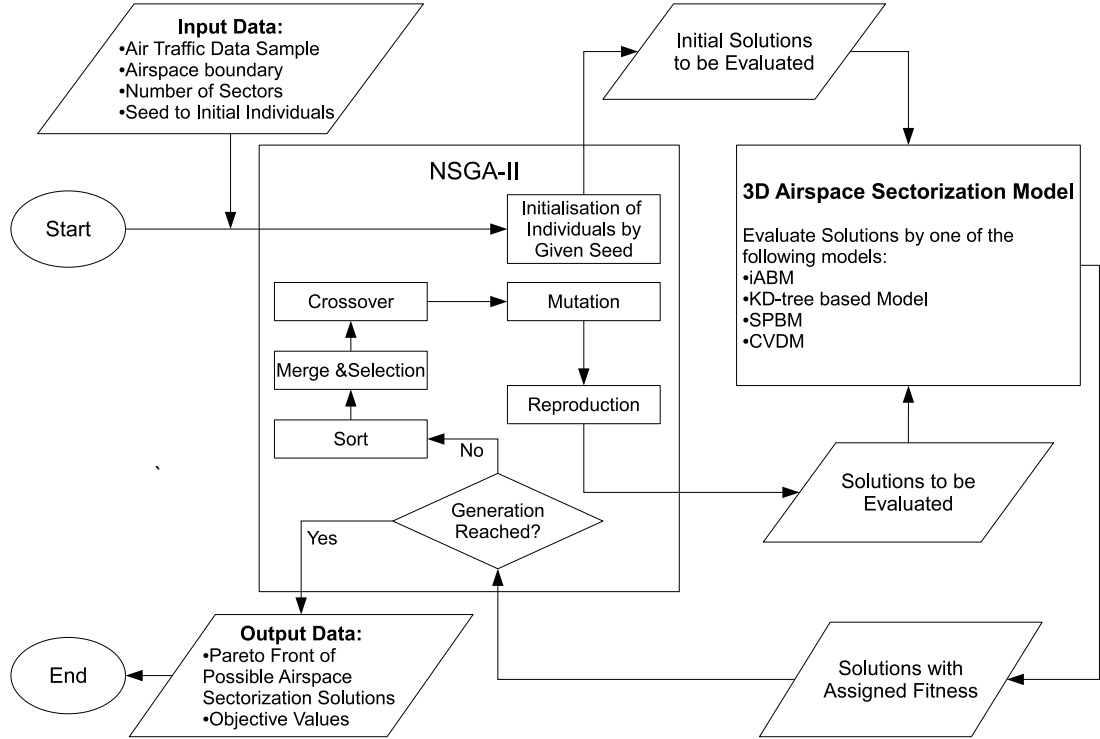 Input Data:
•Air Traffic Data Sample
•Airspace boundary
•Number of Sectors
•Seed to Initial Individuals
Initial Solutions
to be Evaluated
NSGA-II
Start
Initialisation of
Individuals by
Given Seed
3D Airspace Sectorization Model
Evaluate Solutions by one of the
following models:
•iABM
•KD-tree based Model
•SPBM
•CVDM
Crossover
Mutation
Merge &Selection
Reproduction
Sort
No
`
Solutions to be
Evaluated
Generation
Reached?
Yes
Output Data:
•Pareto Front of
Possible Airspace
Sectorization Solutions
•Objective Values
End
Solutions with
Assigned Fitness